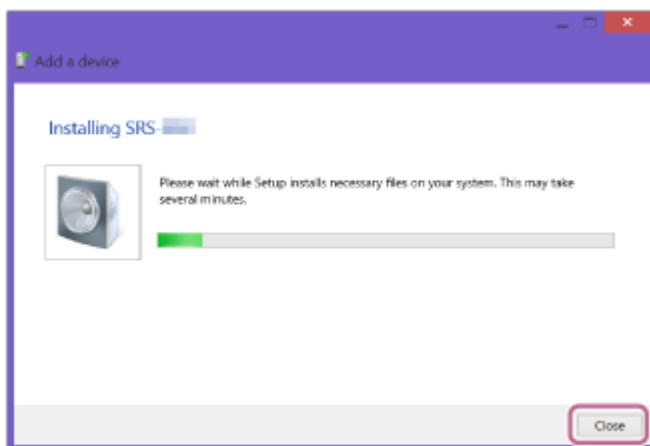 Add a device
Installing SRS-
Please wait while Setup installs necessary files on your system. This may take
several minutes.
Close